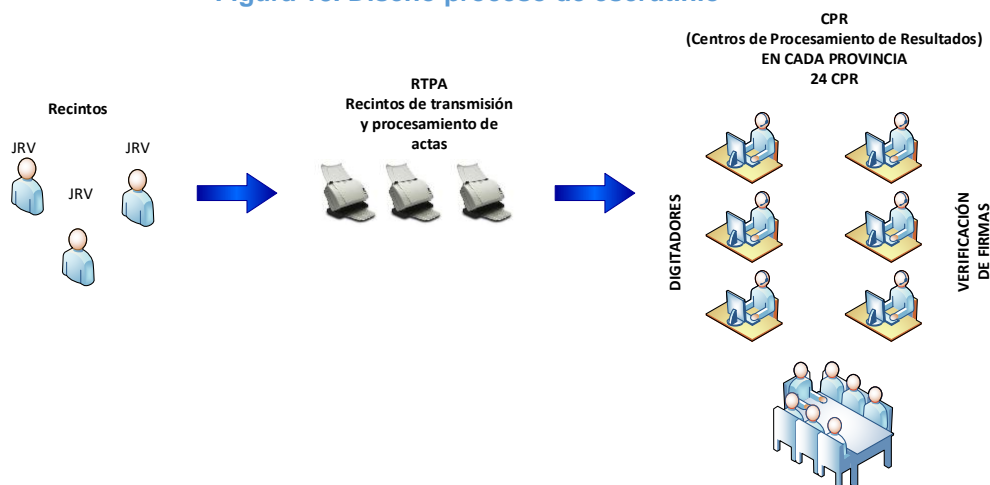 CPR
(Centros de Procesamiento de Resultados)
EN CADA PROVINCIA
24 CPR
RTPA
Recintos de transmisión
y procesamiento de
actas
Recintos
JRV
JRV
JRV
DIGITADORES
VERIFICACIÓN
DE FIRMAS